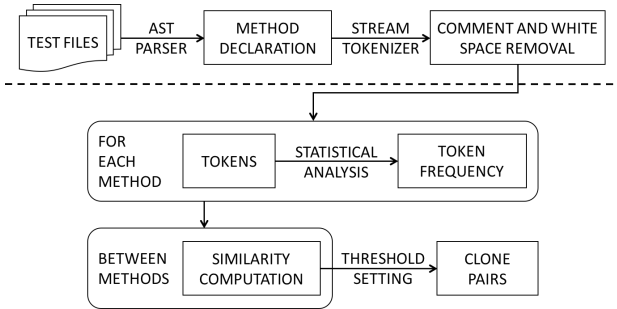 TEST FILES
AST
PARSER
METHOD
DECLARATION
STREAM
TOKENIZER
COMMENT AND WHITE
SPACE REMOVAL
FOR
EACH
METHOD
TOKENS
STATISTICAL
ANALYSIS
TOKEN
FREQUENCY
BETWEEN
METHODS
SIMILARITY
COMPUTATION
THRESHOLD
SETTING
CLONE
PAIRS